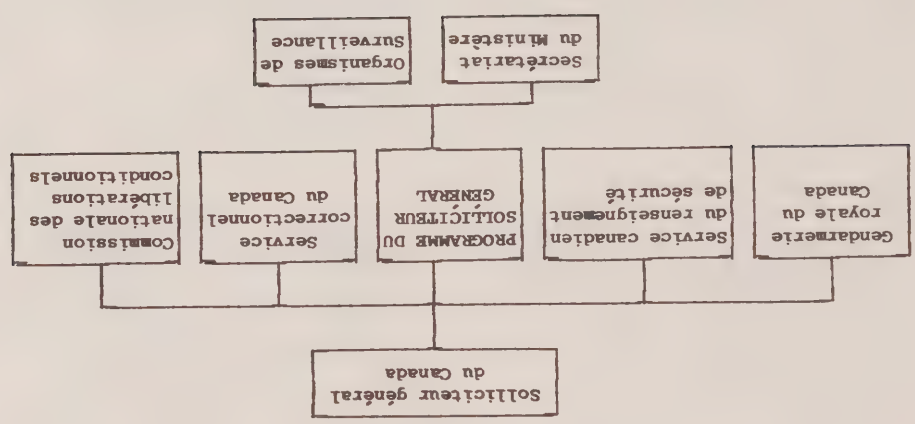 Solliciteur général
du Canada
Gendarmerie
royale du
Canada
Service canadien
du renseignement
de sécurité
PROGRAMME DU
SOLLICITEUR
GÉNÉRAL
Service
correctionnel
du Canada
Commission
nationale des
libérations
conditionnels
Secrétariat
du Ministère
Organismes de
Surveillance